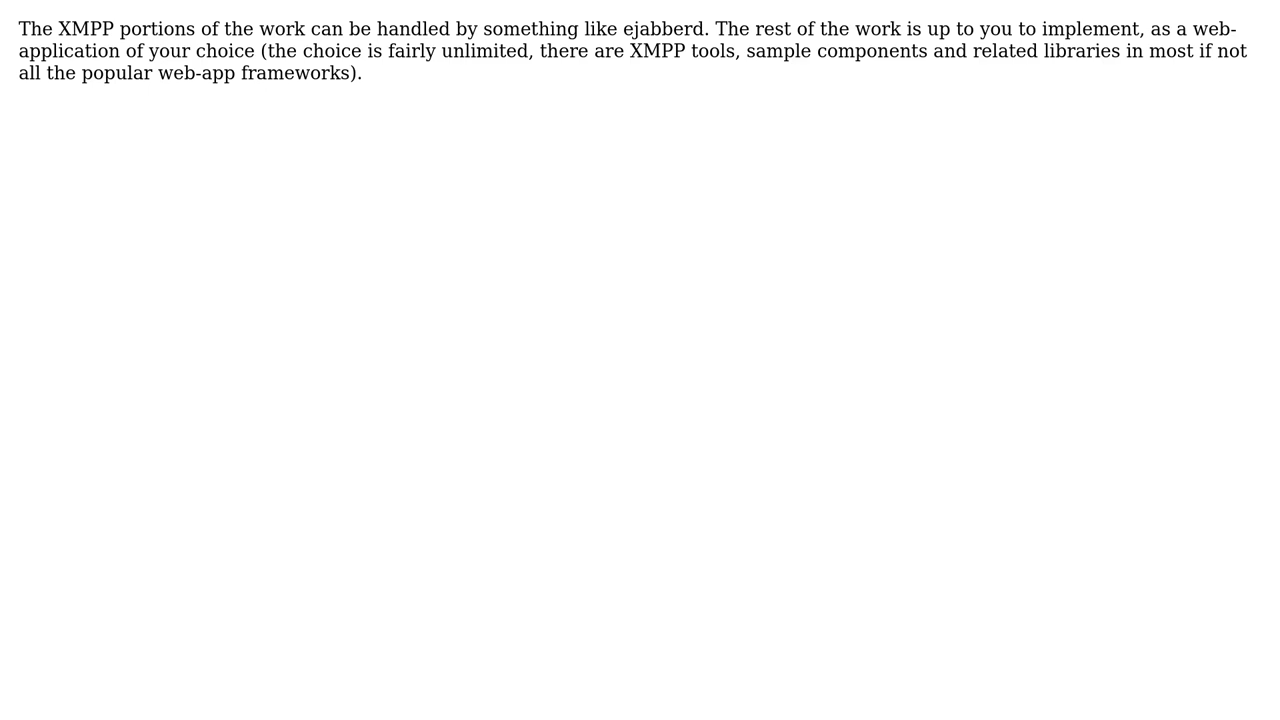 The XMPP portions of the work can be handled by something like ejabberd. The rest of the work is up to you to implement, as a web-
application of your choice (the choice is fairly unlimited, there are XMPP tools, sample components and related libraries in most if not
all the popular web-app frameworks).